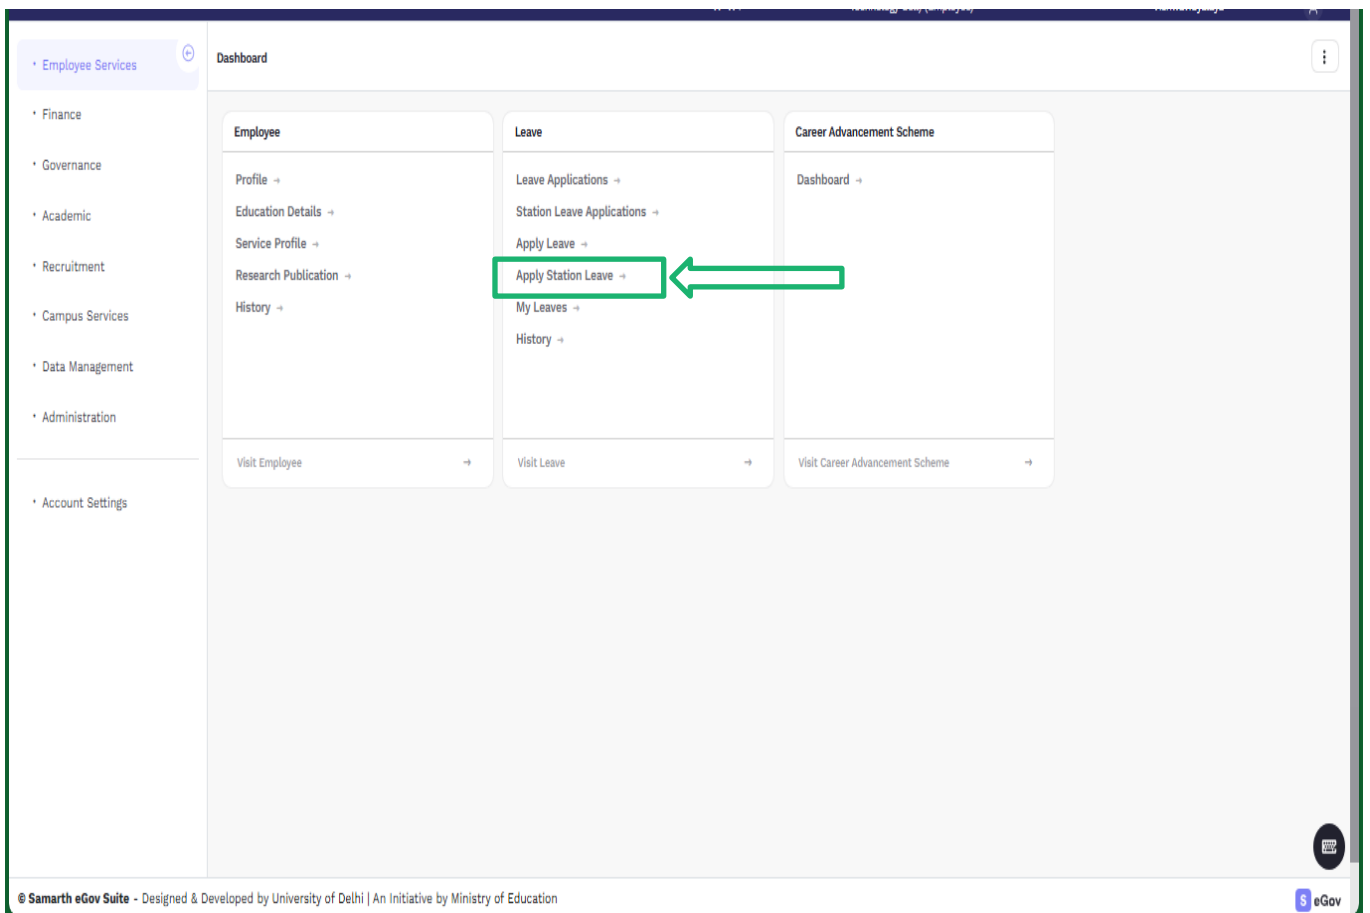 Employee Services
Finance
Governance
Academic
Recruitment
Campus Services
Data Management
Administration
Account Settings
Dashboard
Employee
Profile →
Education Details →
Service Profile →
Research Publication →
History →
Visit Employee →
Leave
Leave Applications →
Station Leave Applications →
Apply Leave →
Apply Station Leave →
My Leaves →
History →
Visit Leave →
Career Advancement Scheme
Dashboard →
Visit Career Advancement Scheme →
© Samarth eGov Suite - Designed & Developed by University of Delhi | An Initiative by Ministry of Education
S eGov